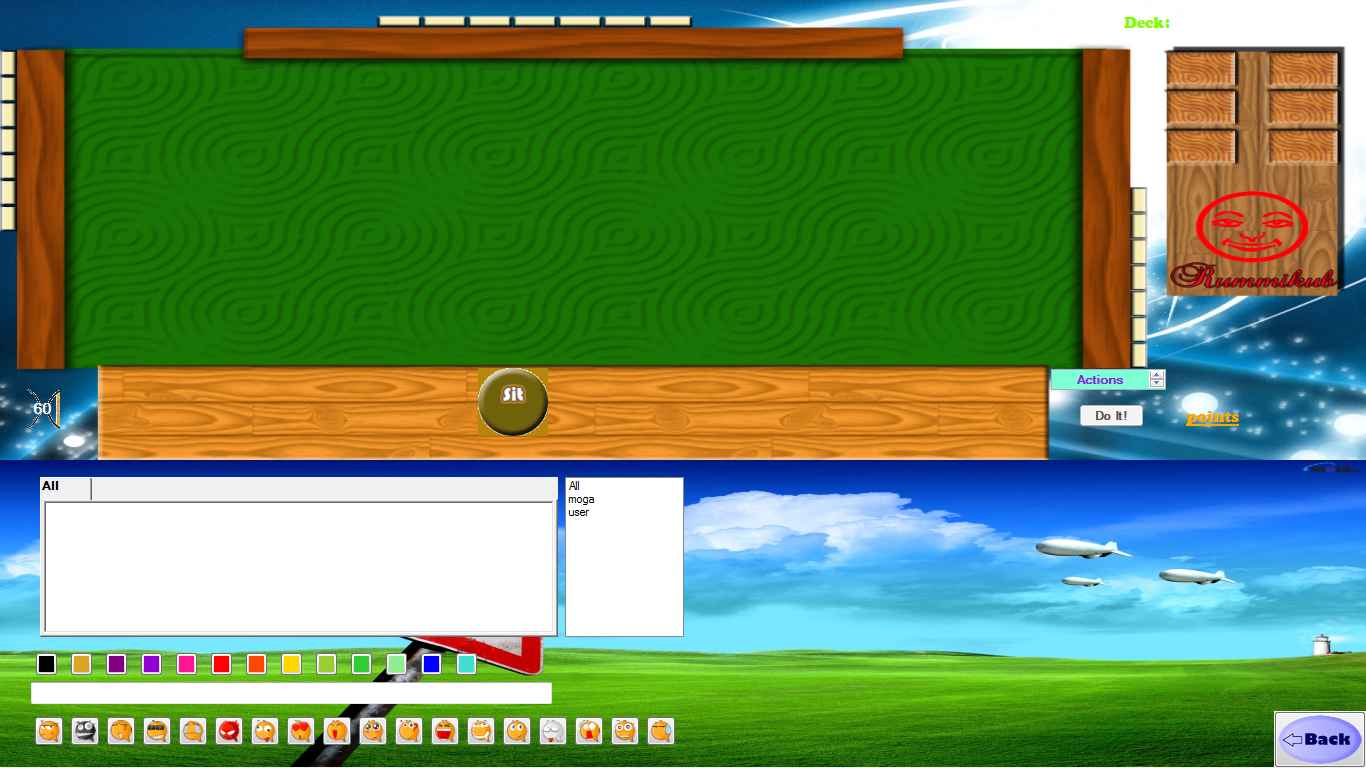 Deck:
Rummikub
Sit
60
Actions
Do It!
points
All
All
moga
user
Back